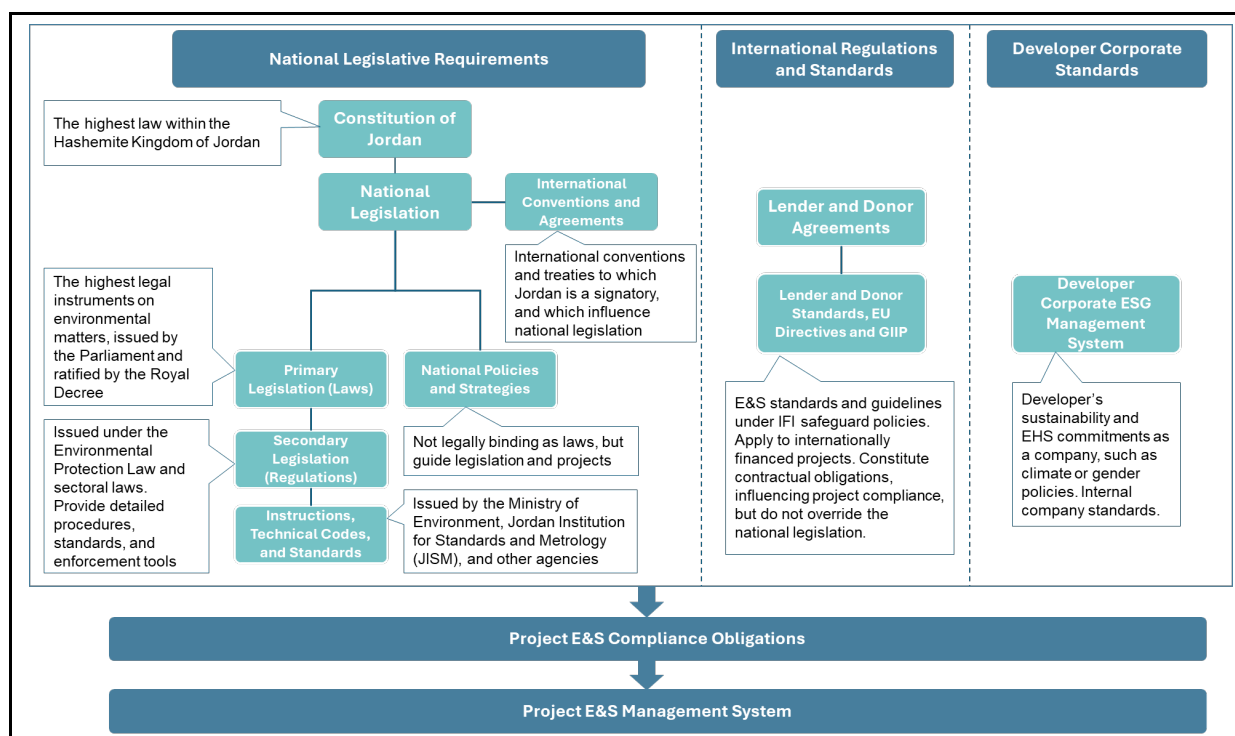 National Legislative Requirements
International Regulations
and Standards
Developer Corporate
Standards
The highest law within the
Hashemite Kingdom of Jordan
Constitution of
Jordan
National
Legislation
International
Conventions and
Agreements
International conventions
and treaties to which
Jordan is a signatory,
and which influence
national legislation
The highest legal
instruments on
environmental
matters, issued by
the Parliament and
ratified by the Royal
Decree
Primary
Legislation (Laws)
National Policies
and Strategies
Not legally binding as laws, but
guide legislation and projects
Issued under the
Environmental
Protection Law and
sectoral laws.
Provide detailed
procedures,
standards, and
enforcement tools
Secondary
Legislation
(Regulations)
Instructions,
Technical Codes,
and Standards
Issued by the Ministry of
Environment, Jordan Institution
for Standards and Metrology
(JISM), and other agencies
Lender and Donor
Agreements
Lender and Donor
Standards, EU
Directives and GIIP
E&S standards and guidelines
under IFI safeguard policies.
Apply to internationally
financed projects. Constitute
contractual obligations,
influencing project compliance,
but do not override the
national legislation.
Developer
Corporate ESG
Management
System
Developer's
sustainability and
EHS commitments as
a company, such as
climate or gender
policies. Internal
company standards.
Project E&S Compliance Obligations
Project E&S Management System